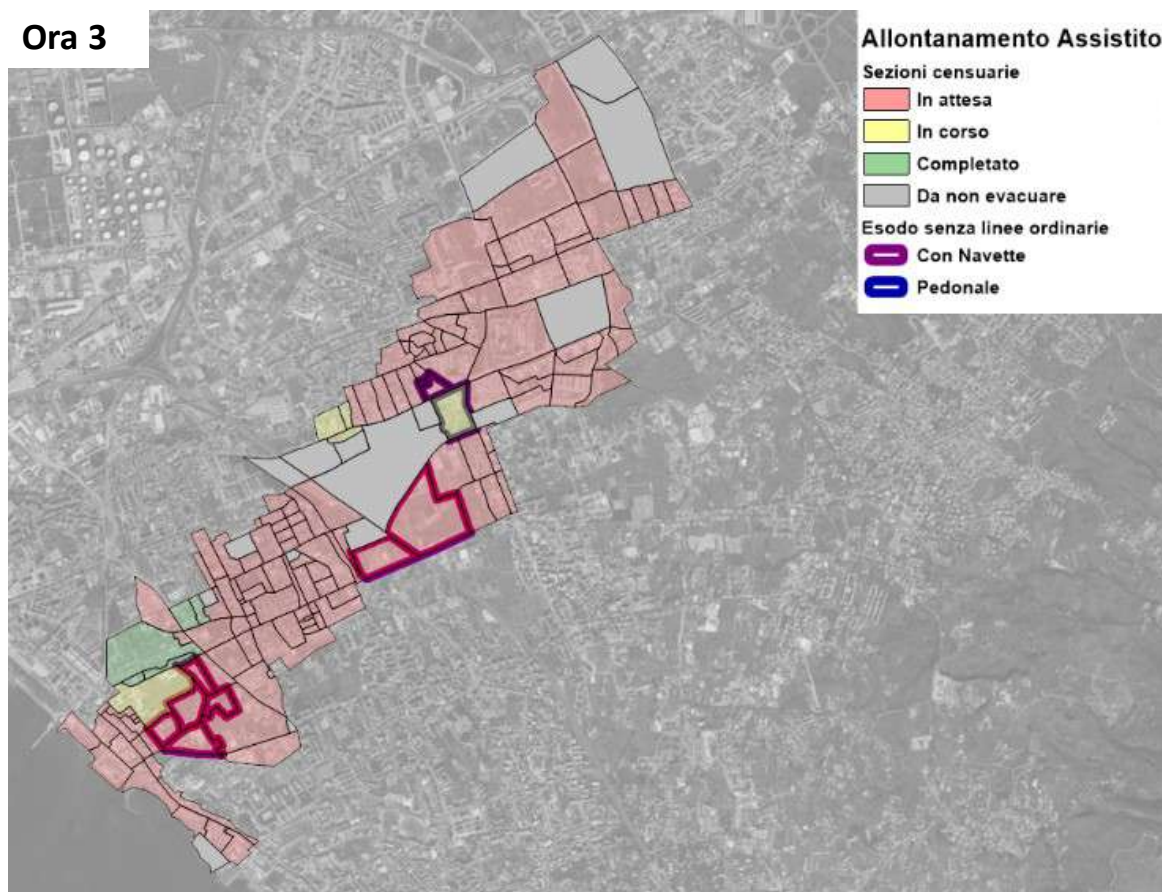 Ora 3
Allontanamento Assistito
Sezioni censuarie
In attesa
In corso
Completato
Da non evacuare
Esodo senza linee ordinarie
Con Navette
Pedonale